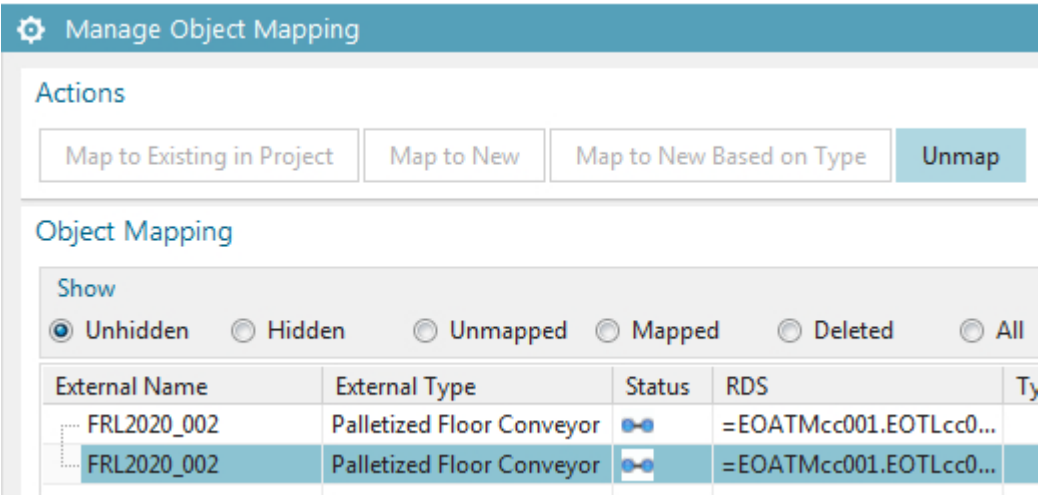 Manage Object Mapping
Actions
Map to Existing in Project Map to New Map to New Based on Type Unmap
Object Mapping
Show
Unhidden Hidden Unmapped Mapped Deleted All
External Name External Type Status RDS Ty
FRL2020_002 Palletized Floor Conveyor =EOATMcc001.EOTLcc0...
FRL2020_002 Palletized Floor Conveyor =EOATMcc001.EOTLcc0...